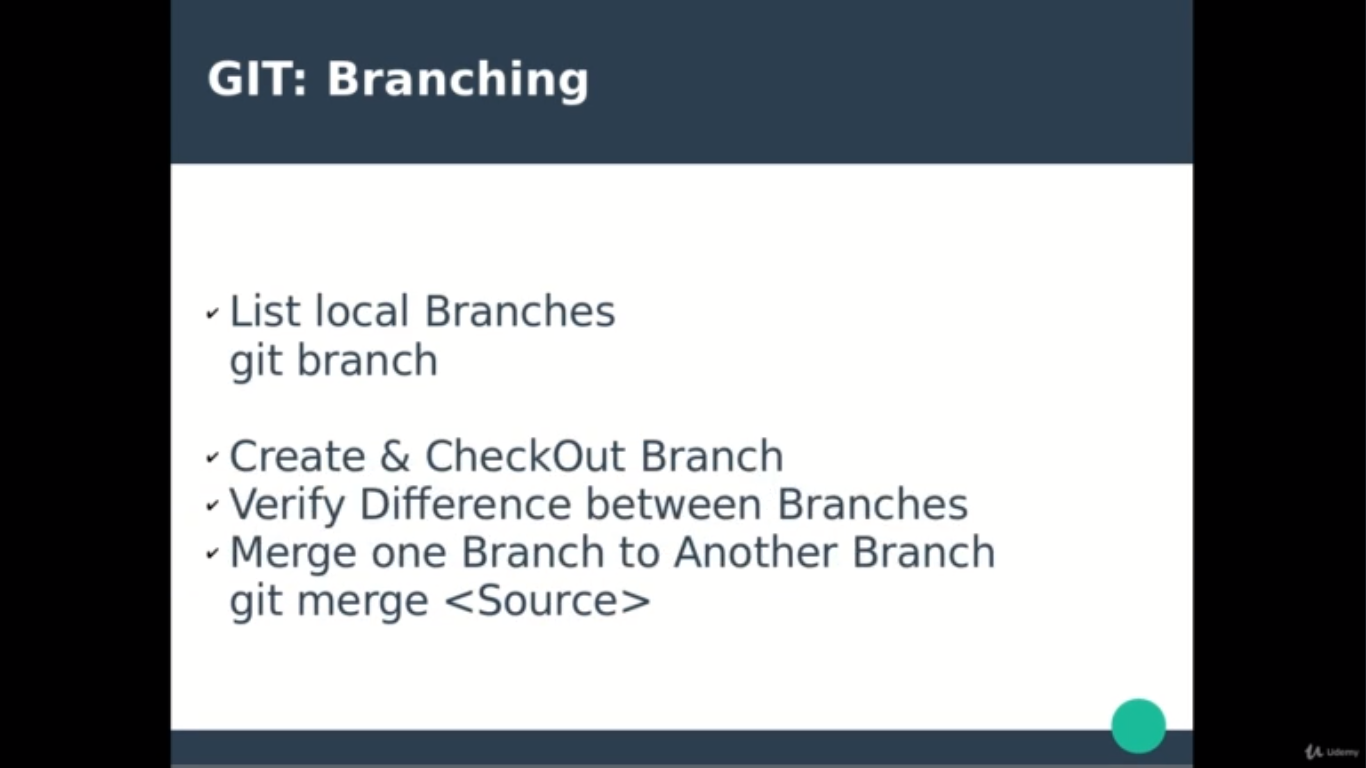 GIT: Branching
✔ List local Branches
git branch
✔ Create & CheckOut Branch
✔ Verify Difference between Branches
✔ Merge one Branch to Another Branch
git merge <Source>
Udemy